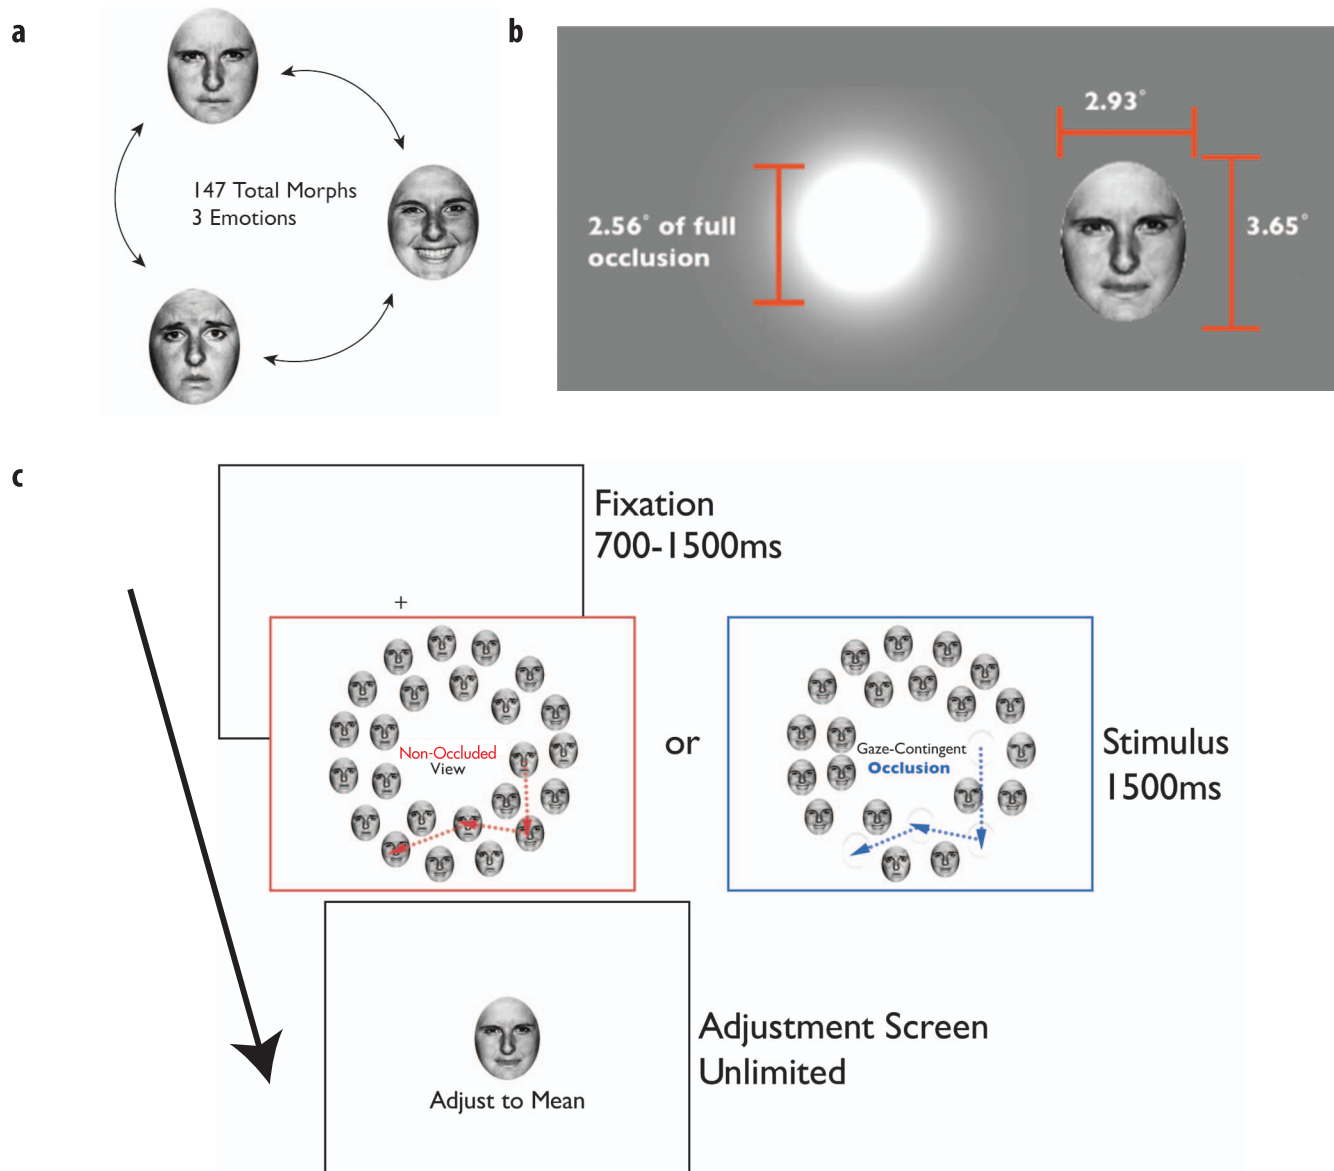 a
147 Total Morphs
3 Emotions
b
2.93°
2.56° of full
occlusion
3.65°
c
Fixation
700-1500ms
+
Non-Occluded
View
or
Gaze-Contingent
Occlusion
Stimulus
1500ms
Adjust to Mean
Adjustment Screen
Unlimited